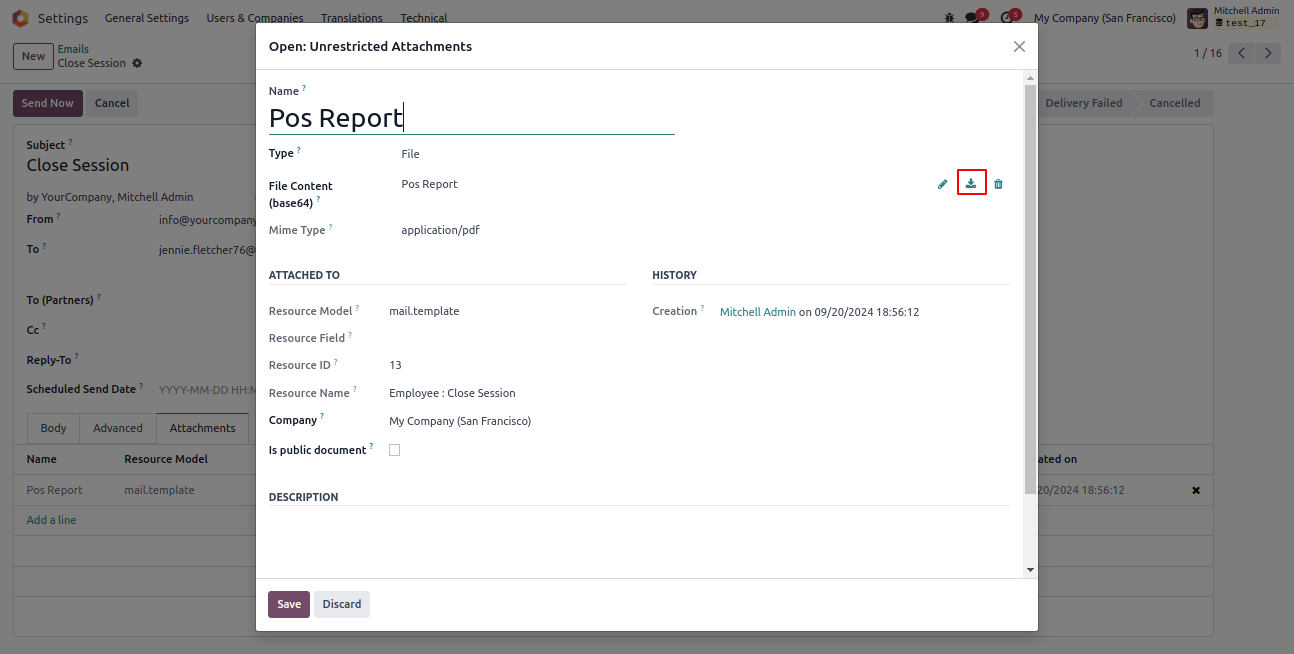 Settings General Settings Users & Companies Translations Technical 9 5 My Company (San Francisco) Mitchell Admin
test_17
New Emails
Close Session 1 / 16
Send Now Cancel Delivery Failed Cancelled
Subject ?
Close Session
by YourCompany, Mitchell Admin
From ? info@yourcompany
To ? jennie.fletcher76@
To (Partners) ?
Cc ?
Reply-To ?
Scheduled Send Date ? YYYY-MM-DD HH:M
Body Advanced Attachments
Name Resource Model ated on
Pos Report mail.template 20/2024 18:56:12
Add a line
Open: Unrestricted Attachments
Name ?
Pos Report
Type ? File
File Content
(base64) ? Pos Report
Mime Type ? application/pdf
ATTACHED TO
Resource Model ? mail.template
Resource Field ?
Resource ID ? 13
Resource Name ? Employee : Close Session
Company ? My Company (San Francisco)
Is public document ?
HISTORY
Creation ? Mitchell Admin on 09/20/2024 18:56:12
DESCRIPTION
Save Discard